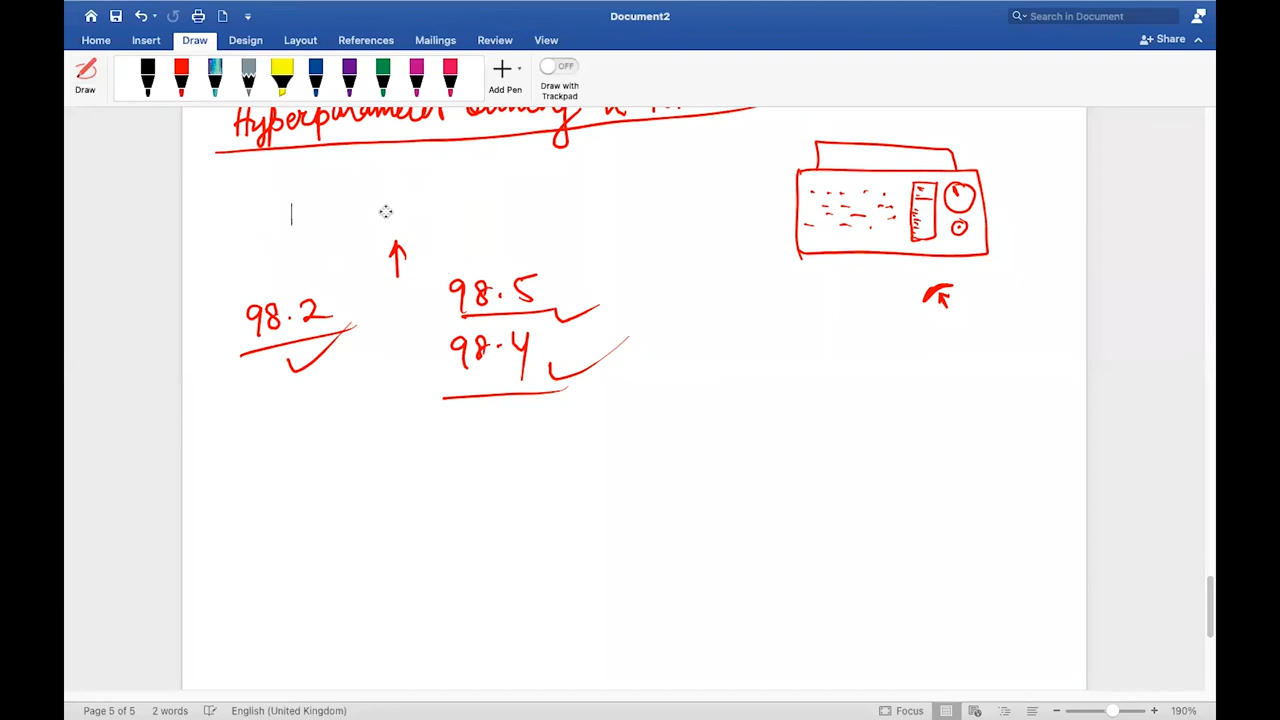 Document2
Search in Document
Home Insert Draw Design Layout References Mailings Review View
Share
Draw
Add Pen
OFF
Draw with
Trackpad
Hyperparameter
98.2
98.5
98.4
Page 5 of 5 2 words English (United Kingdom) Focus 190%